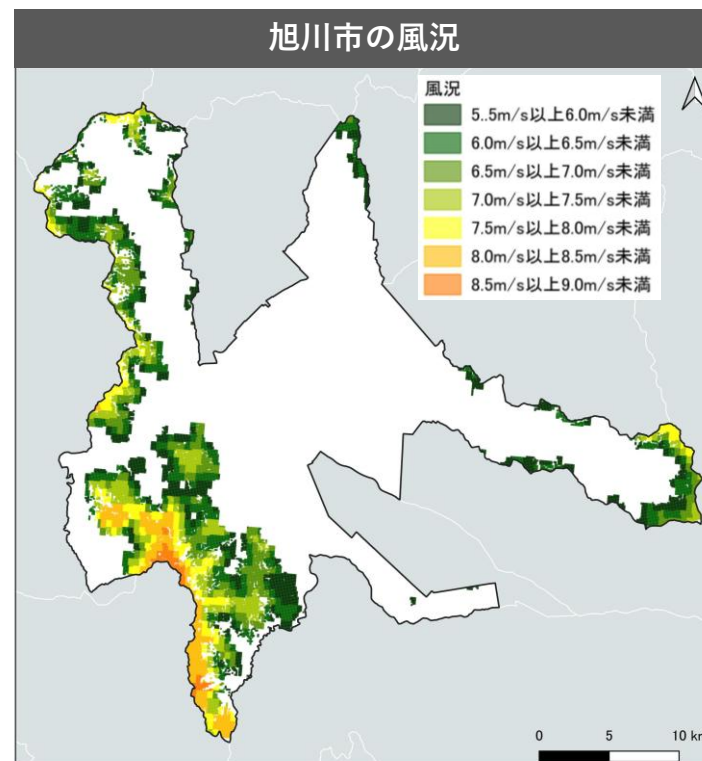 旭川市の風況
風況
5..5m/s以上6.0m/s未満
6.0m/s以上6.5m/s未満
6.5m/s以上7.0m/s未満
7.0m/s以上7.5m/s未満
7.5m/s以上8.0m/s未満
8.0m/s以上8.5m/s未満
8.5m/s以上9.0m/s未満
0 5 10 km